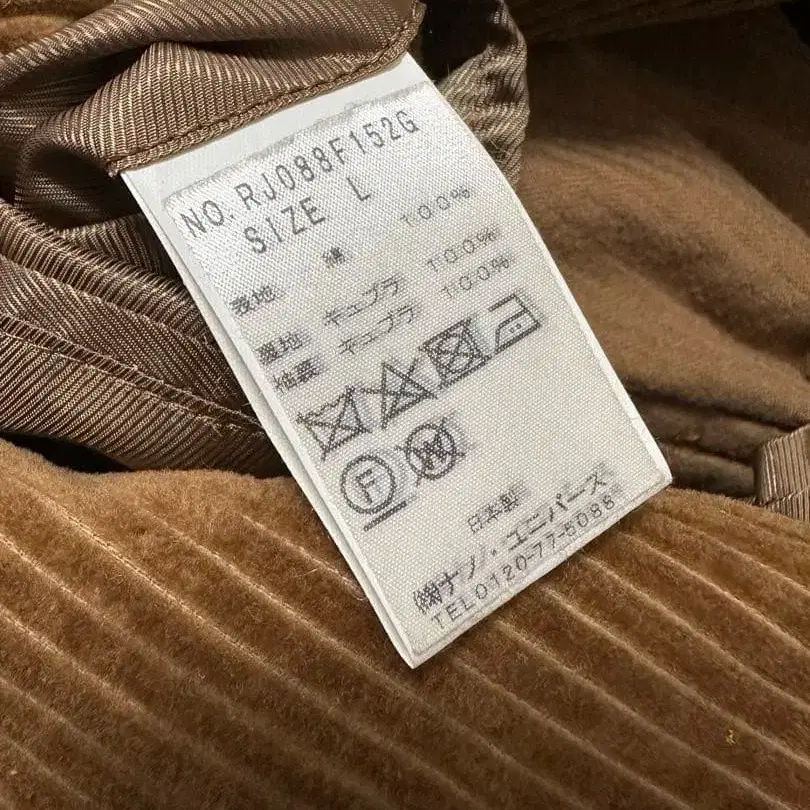 NO. RJ088F152G
SIZE L
表地 綿 100%
裏地 キュプラ 100%
袖裏 キュプラ 100%
F W
日本製
㈱ナノ・ユニバース
TEL0120-77-5088